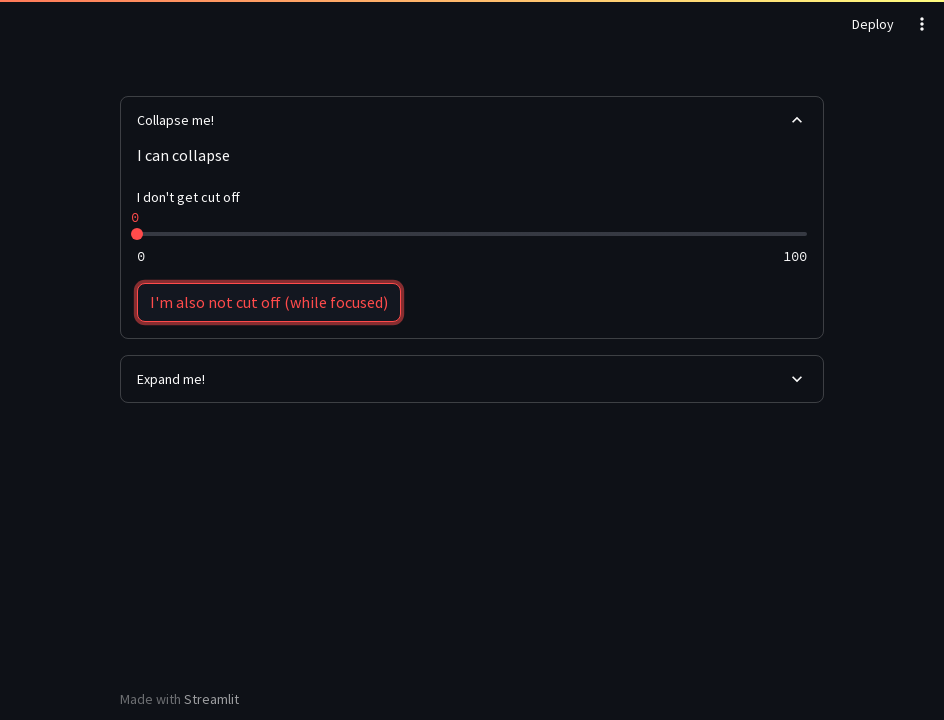 Deploy
Collapse me!
I can collapse
I don't get cut off
0
0 100
I'm also not cut off (while focused)
Expand me!
Made with Streamlit